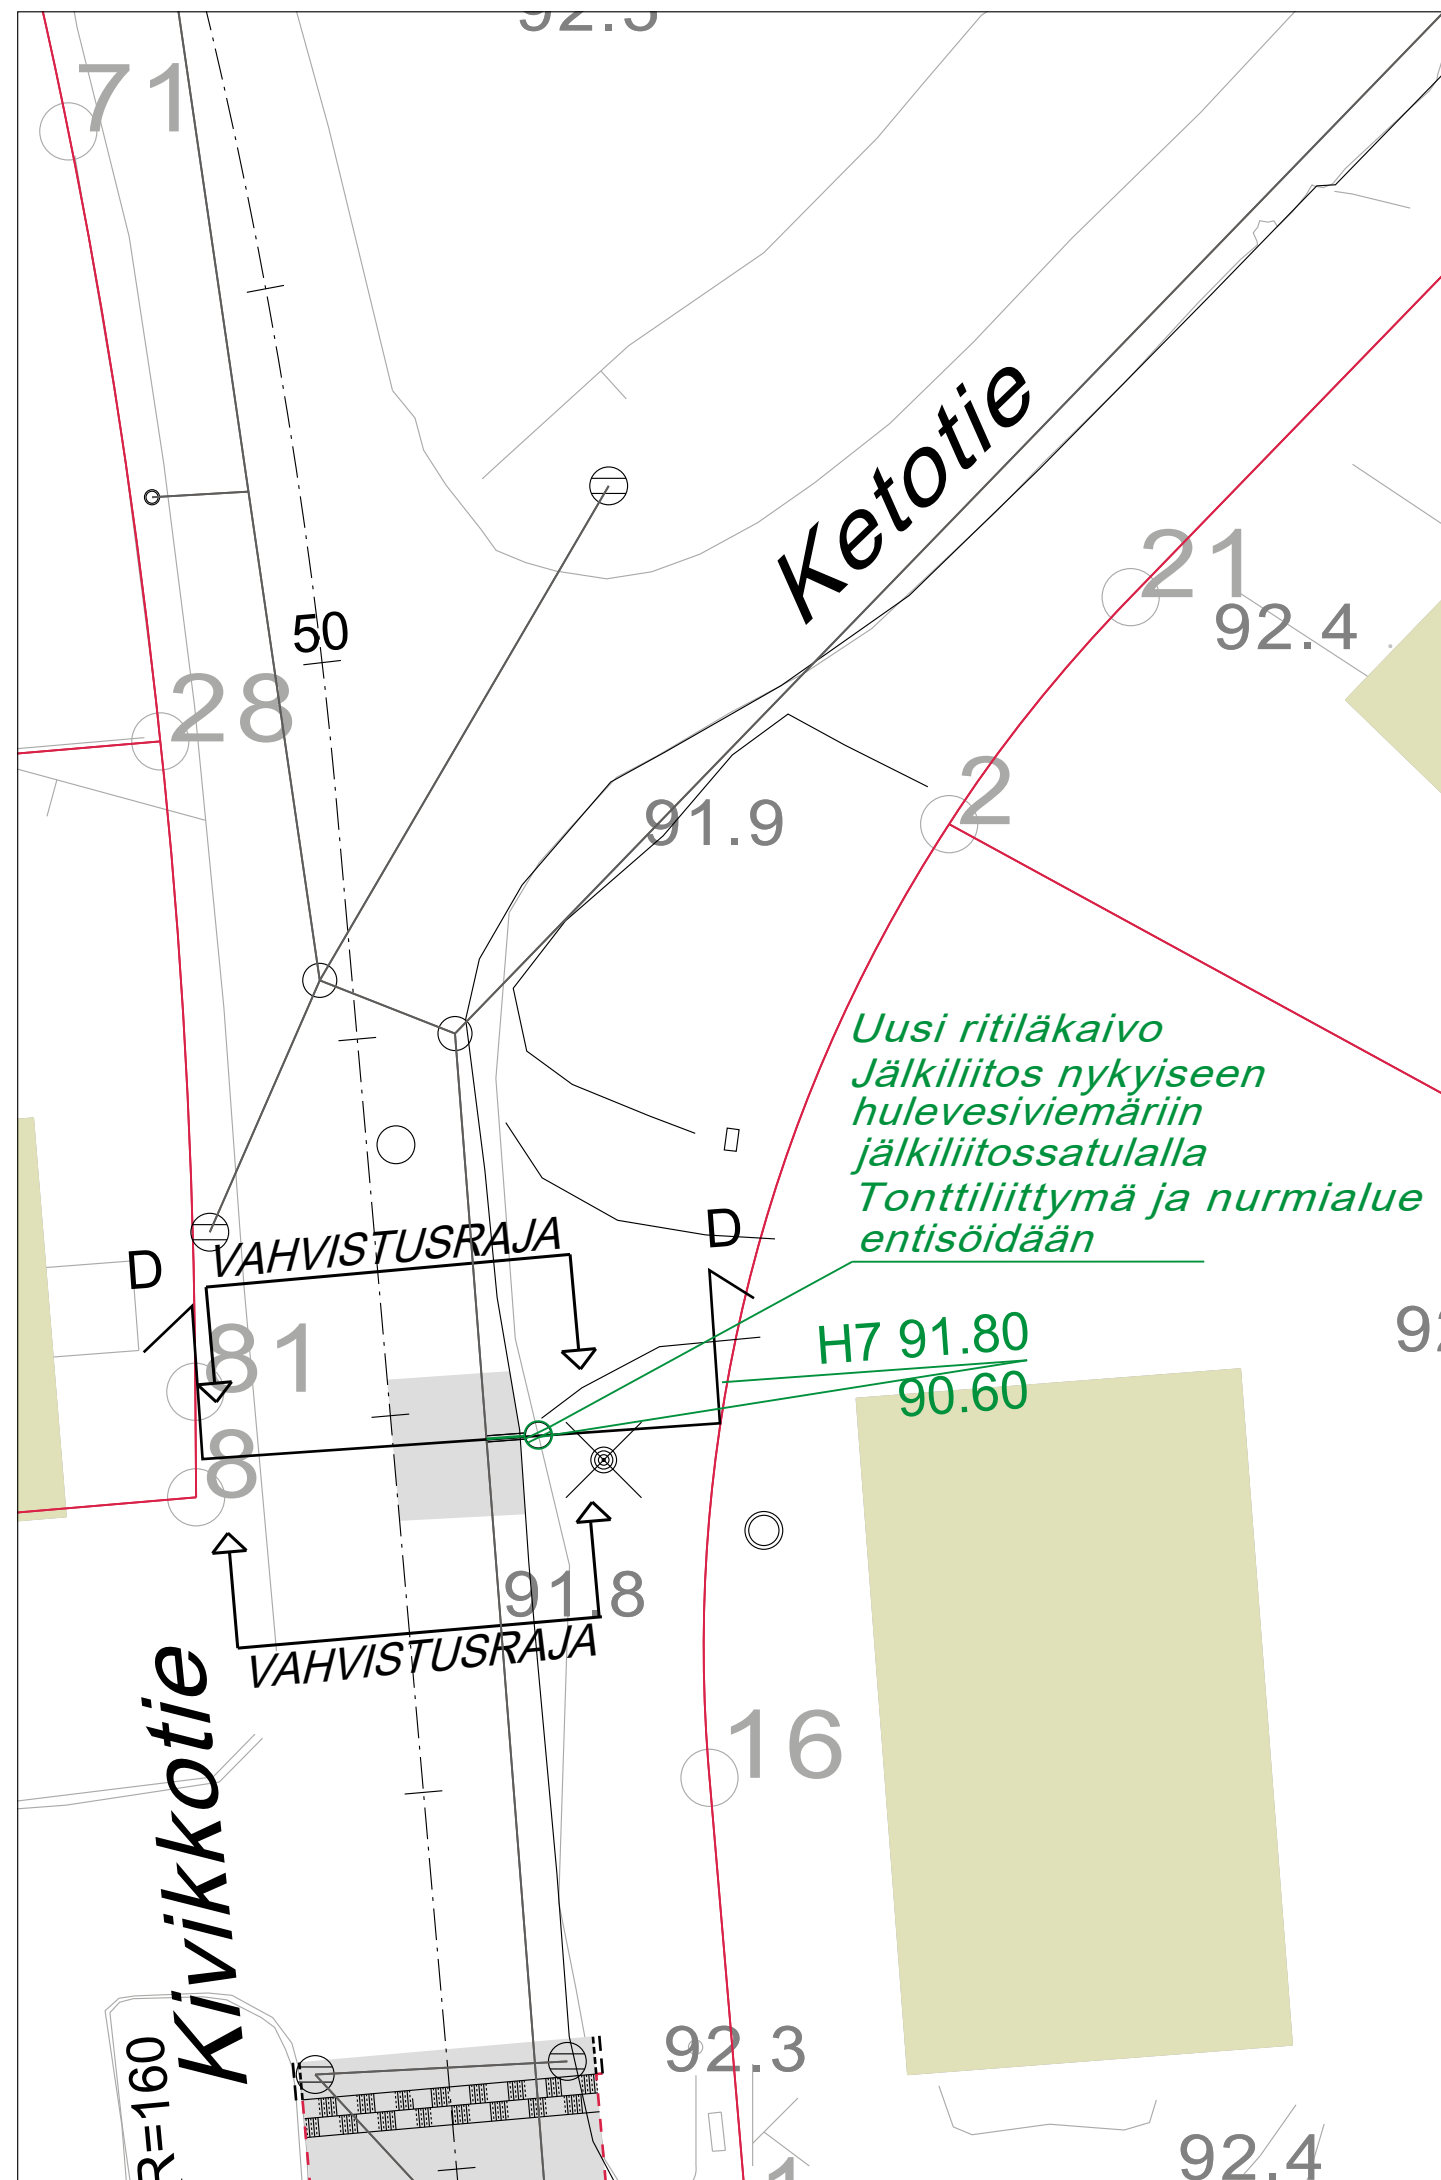 71
Ketotie
21
92.4
50
28
91.9
2
Uusi ritiläkaivo
Jälkiliitos nykyiseen
hulevesiviemäriin
jälkiliitossatulalla
Tonttiliittymä ja nurmialue
entisöidään
D
VAHVISTUSRAJA
D
H7 91.80
90.60
81
8
91.8
VAHVISTUSRAJA
Kivikkotie
16
92.3
R=160
92.4